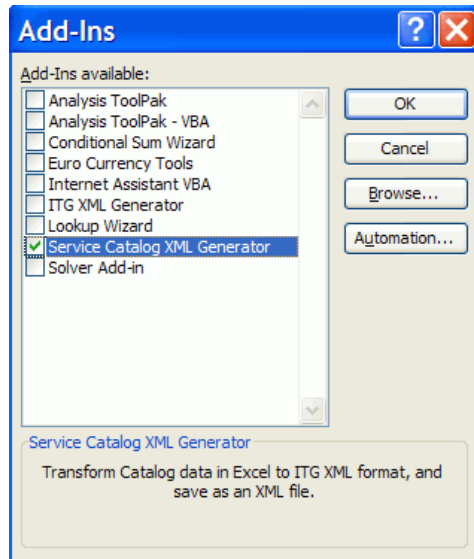 Add-Ins
?
Add-Ins available:
Analysis ToolPak
Analysis ToolPak - VBA
Conditional Sum Wizard
Euro Currency Tools
Internet Assistant VBA
ITG XML Generator
Lookup Wizard
Service Catalog XML Generator
Solver Add-in
OK
Cancel
Browse...
Automation...
Service Catalog XML Generator
Transform Catalog data in Excel to ITG XML format, and
save as an XML file.